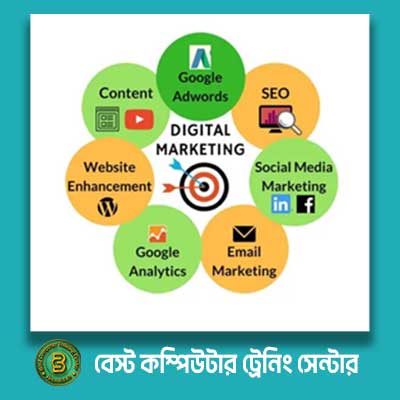 Google
Adwords
SEO
Social Media
Marketing
Email
Marketing
Google
Analytics
Website
Enhancement
Content
DIGITAL
MARKETING
বেস্ট কম্পিউটার ট্রেনিং সেন্টার